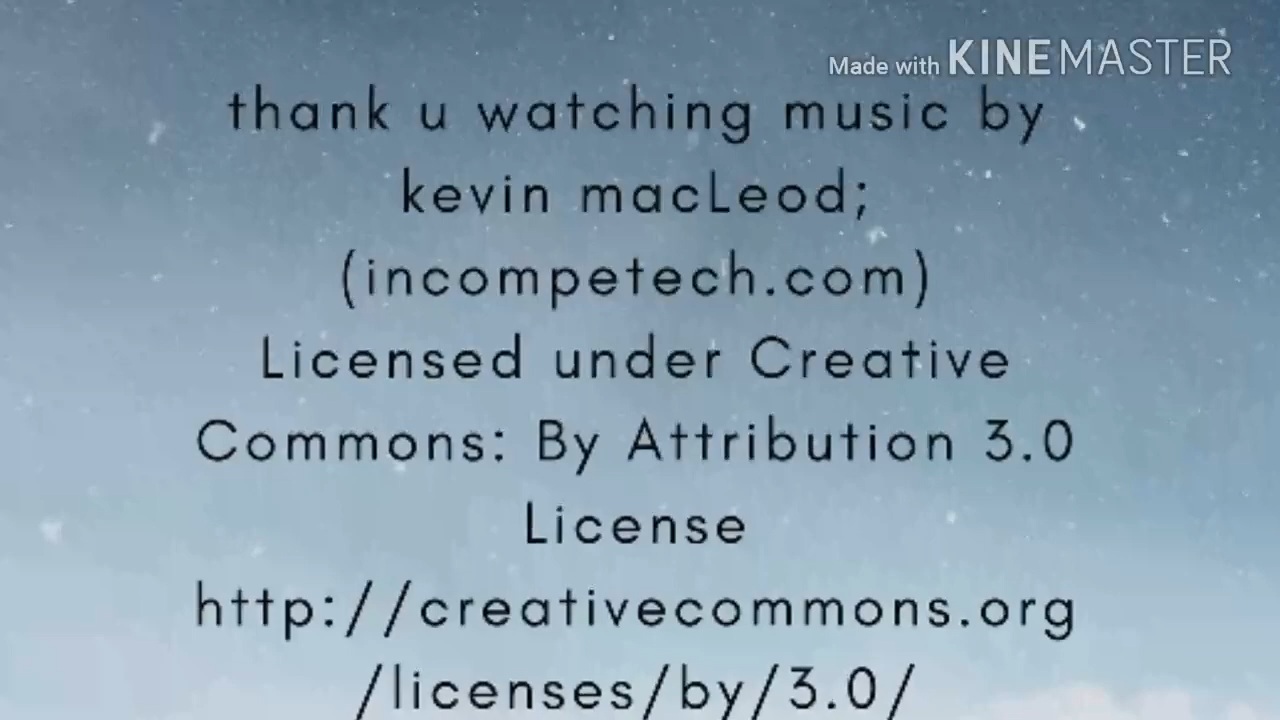 Made with KINEMASTER
thank u watching music by
kevin macLeod;
(incompetech.com)
Licensed under Creative
Commons: By Attribution 3.0
License
http://creativecommons.org
/licenses/by/3.0/